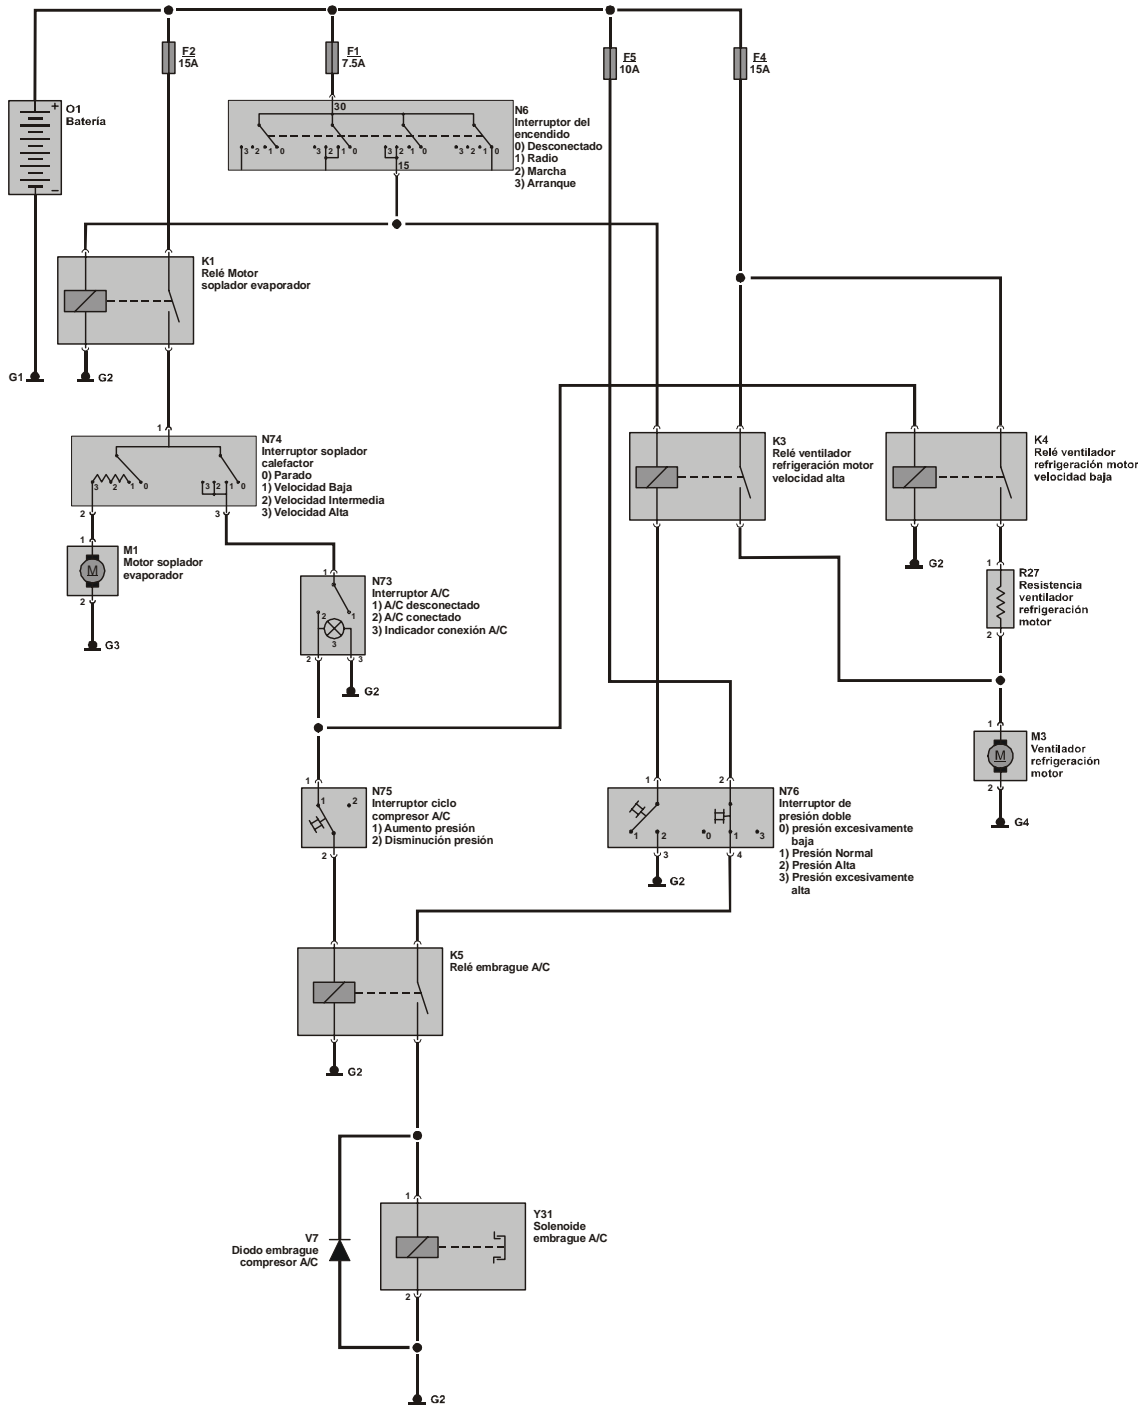 F2
15A
F1
7.5A
F5
10A
F4
15A
O1
Batería
+
−
30
N6
Interruptor del
encendido
0) Desconectado
1) Radio
2) Marcha
3) Arranque
3 2 1 0
3 2 1 0
3 2 1 0
3 2 1 0
15
K1
Relé Motor
soplador evaporador
G1
G2
1
N74
Interruptor soplador
calefactor
0) Parado
1) Velocidad Baja
2) Velocidad Intermedia
3) Velocidad Alta
3 2 1 0
3 2 1 0
2
3
K3
Relé ventilador
refrigeración motor
velocidad alta
K4
Relé ventilador
refrigeración motor
velocidad baja
G2
1
M1
Motor soplador
evaporador
M
2
G3
1
N73
Interruptor A/C
1) A/C desconectado
2) A/C conectado
3) Indicador conexión A/C
2
1
3
2
3
G2
1
R27
Resistencia
ventilador
refrigeración
motor
2
1
M3
Ventilador
refrigeración
motor
M
2
G4
1
N75
Interruptor ciclo
compresor A/C
1) Aumento presión
2) Disminución presión
1
2
2
1
2
N76
Interruptor de
presión doble
0) presión excesivamente
baja
1) Presión Normal
2) Presión Alta
3) Presión excesivamente
alta
1 2 0 1 3
3
4
G2
K5
Relé embrague A/C
G2
1
Y31
Solenoide
embrague A/C
V7
Diodo embrague
compresor A/C
2
G2